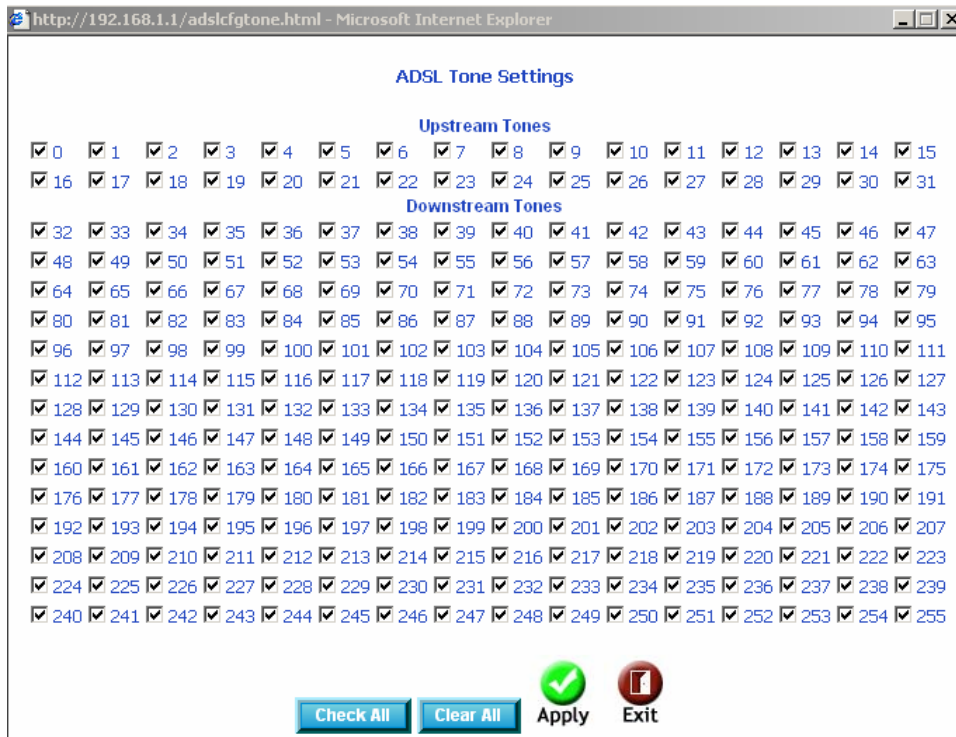 http://192.168.1.1/adslcfgtone.html - Microsoft Internet Explorer
ADSL Tone Settings
Upstream Tones
0 1 2 3 4 5 6 7 8 9 10 11 12 13 14 15
16 17 18 19 20 21 22 23 24 25 26 27 28 29 30 31
Downstream Tones
32 33 34 35 36 37 38 39 40 41 42 43 44 45 46 47
48 49 50 51 52 53 54 55 56 57 58 59 60 61 62 63
64 65 66 67 68 69 70 71 72 73 74 75 76 77 78 79
80 81 82 83 84 85 86 87 88 89 90 91 92 93 94 95
96 97 98 99 100 101 102 103 104 105 106 107 108 109 110 111
112 113 114 115 116 117 118 119 120 121 122 123 124 125 126 127
128 129 130 131 132 133 134 135 136 137 138 139 140 141 142 143
144 145 146 147 148 149 150 151 152 153 154 155 156 157 158 159
160 161 162 163 164 165 166 167 168 169 170 171 172 173 174 175
176 177 178 179 180 181 182 183 184 185 186 187 188 189 190 191
192 193 194 195 196 197 198 199 200 201 202 203 204 205 206 207
208 209 210 211 212 213 214 215 216 217 218 219 220 221 222 223
224 225 226 227 228 229 230 231 232 233 234 235 236 237 238 239
240 241 242 243 244 245 246 247 248 249 250 251 252 253 254 255
Check All Clear All Apply Exit